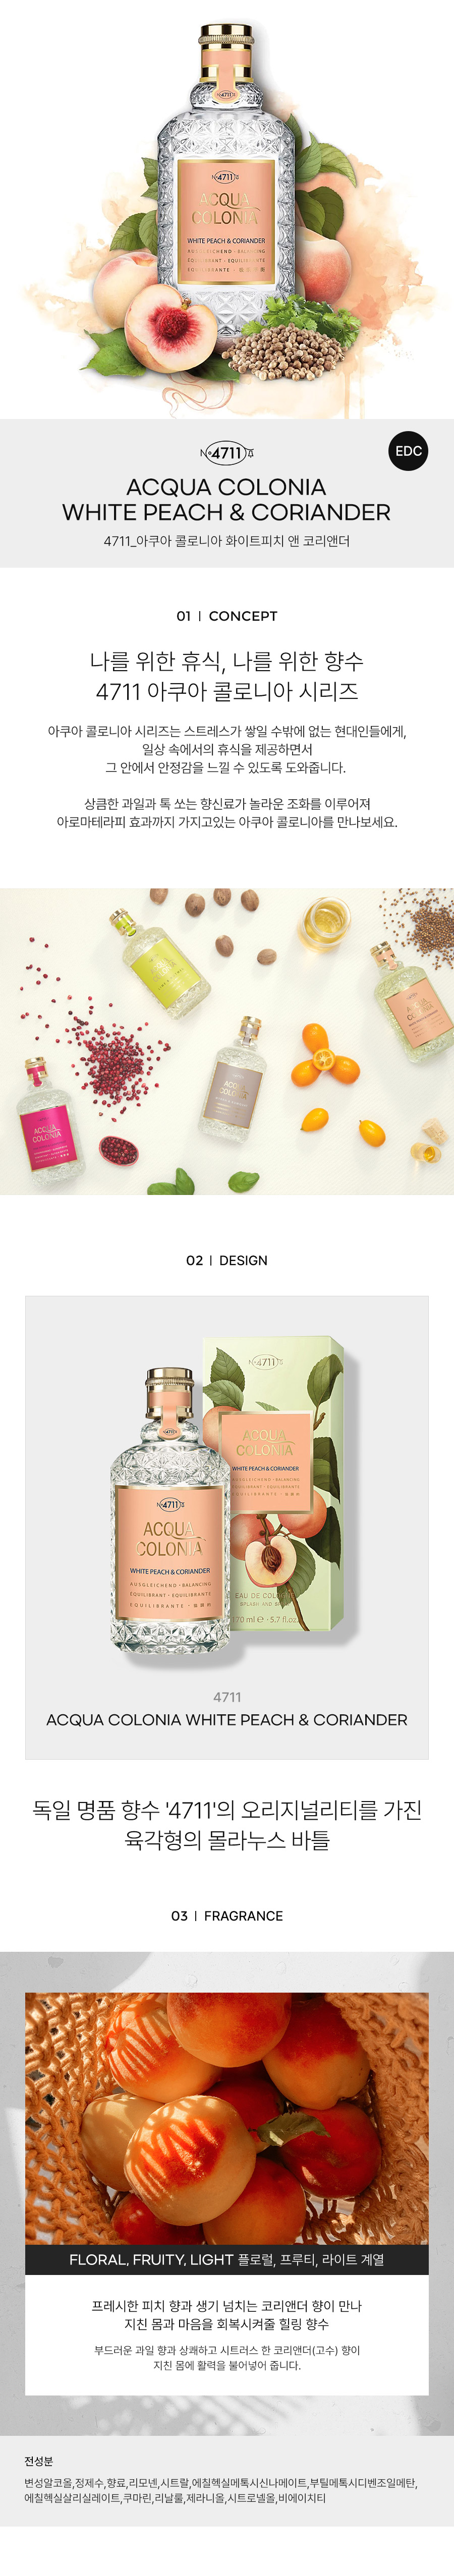 Nº4711
ACQUA
COLONIA
WHITE PEACH & CORIANDER
AUSGLEICHEND · BALANCING
EQUILIBRANT · EQUILIBRANTE
EQUILIBRANTE ·
Nº4711
EDC
ACQUA COLONIA
WHITE PEACH & CORIANDER
4711_아쿠아 콜로니아 화이트피치 앤 코리앤더
01 | CONCEPT
나를 위한 휴식, 나를 위한 향수
4711 아쿠아 콜로니아 시리즈
아쿠아 콜로니아 시리즈는 스트레스가 쌓일 수밖에 없는 현대인들에게,
일상 속에서의 휴식을 제공하면서
그 안에서 안정감을 느낄 수 있도록 도와줍니다.
상큼한 과일과 톡 쏘는 향신료가 놀라운 조화를 이루어져
아로마테라피 효과까지 가지고있는 아쿠아 콜로니아를 만나보세요.
ACQUA
COLONIA
ACQUA
COLONIA
02 | DESIGN
Nº4711
ACQUA
COLONIA
WHITE PEACH & CORIANDER
AUSGLEICHEND · BALANCING
EQUILIBRANT · EQUILIBRANTE
EQUILIBRANTE ·
EAU DE COLO
SPLASH AND
170 ml e · 5.7 fl.oz.
4711
Nº4711
ACQUA
COLONIA
WHITE PEACH & CORIANDER
AUSGLEICHEND · BALANCING
EQUILIBRANT · EQUILIBRANTE
EQUILIBRANTE ·
4711
ACQUA COLONIA WHITE PEACH & CORIANDER
독일 명품 향수 '4711'의 오리지널리티를 가진
육각형의 몰라누스 바틀
03 | FRAGRANCE
FLORAL, FRUITY, LIGHT 플로럴, 프루티, 라이트 계열
프레시한 피치 향과 생기 넘치는 코리앤더 향이 만나
지친 몸과 마음을 회복시켜줄 힐링 향수
부드러운 과일 향과 상쾌하고 시트러스 한 코리앤더(고수) 향이
지친 몸에 활력을 불어넣어 줍니다.
전성분
변성알코올,정제수,향료,리모넨,시트랄,에칠헥실메톡시신나메이트,부틸메톡시디벤조일메탄,
에칠헥실살리실레이트,쿠마린,리날룰,제라니올,시트로넬올,비에이치티